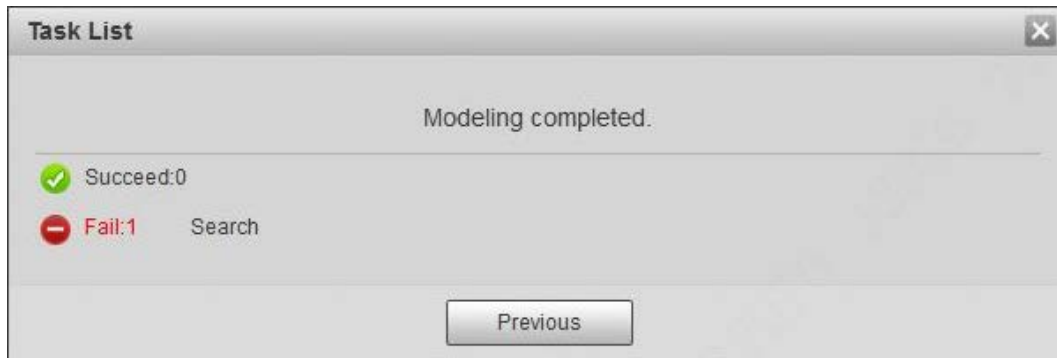 Task List
Modeling completed.
Succeed:0
Fail:1 Search
Previous